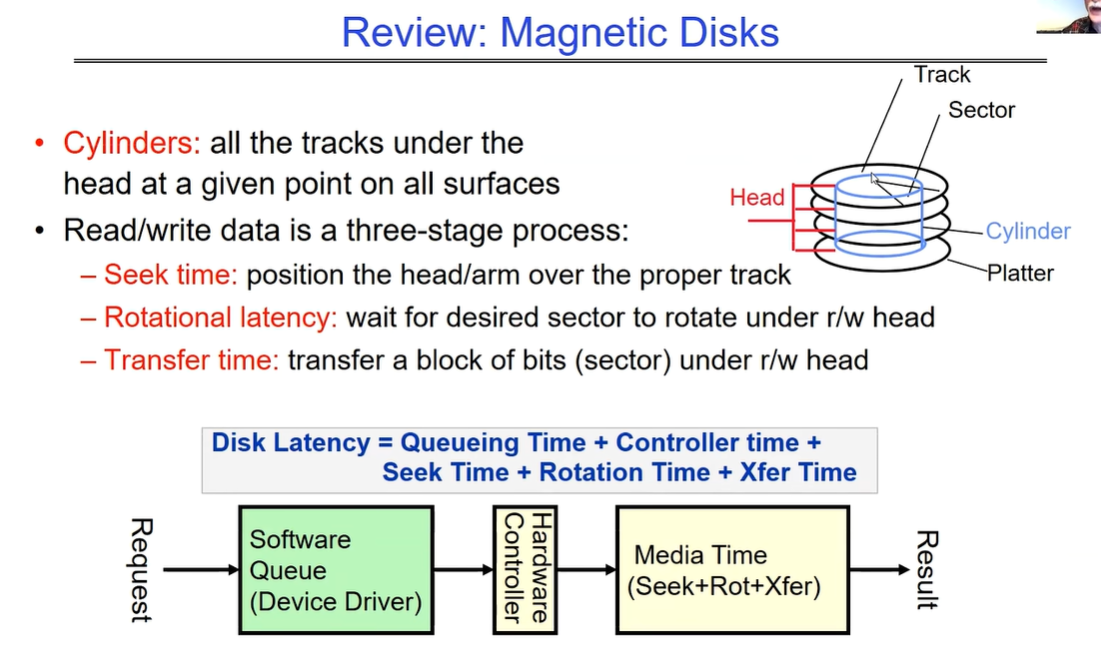 Review: Magnetic Disks
Track
Sector
Head
Cylinder
Platter
• Cylinders: all the tracks under the
head at a given point on all surfaces
• Read/write data is a three-stage process:
– Seek time: position the head/arm over the proper track
– Rotational latency: wait for desired sector to rotate under r/w head
– Transfer time: transfer a block of bits (sector) under r/w head
Disk Latency = Queueing Time + Controller time +
Seek Time + Rotation Time + Xfer Time
Request
Software
Queue
(Device Driver)
Hardware
Controller
Media Time
(Seek+Rot+Xfer)
Result